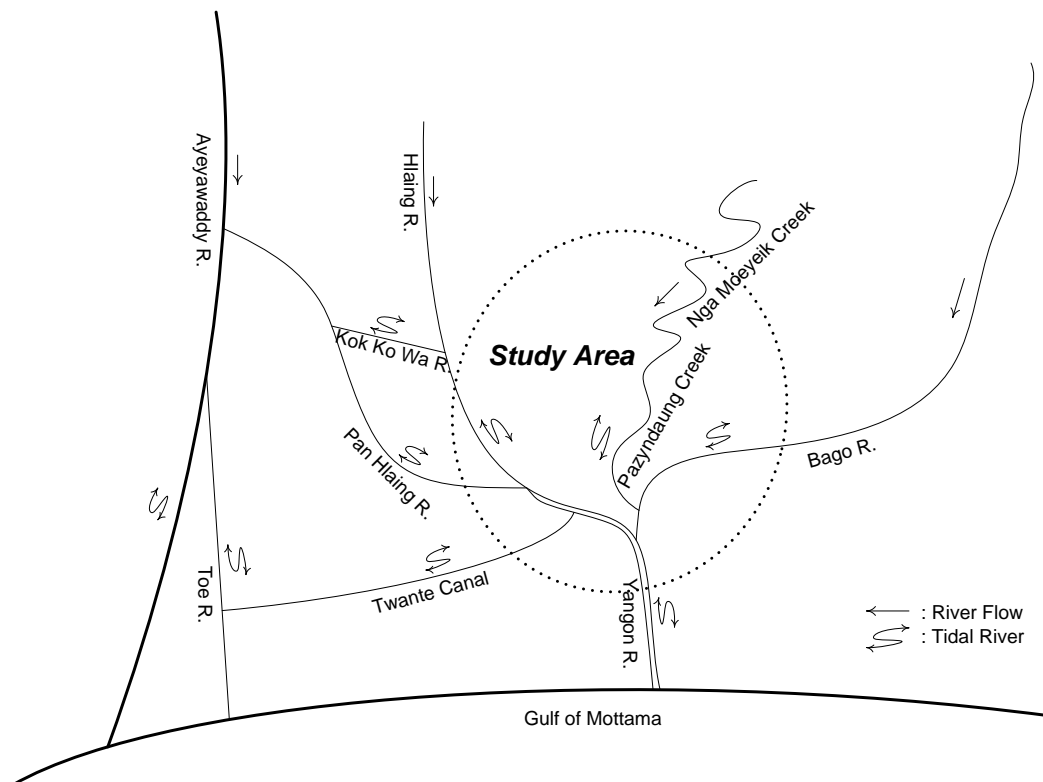 Ayeyawaddy R.
Hlaing R.
Nga Moeyeik Creek
Kok Ko Wa R.
Study Area
Pazyndaung Creek
Pan Hlaing R.
Bago R.
Toe R.
Twante Canal
Yangon R.
: River Flow
: Tidal River
Gulf of Mottama